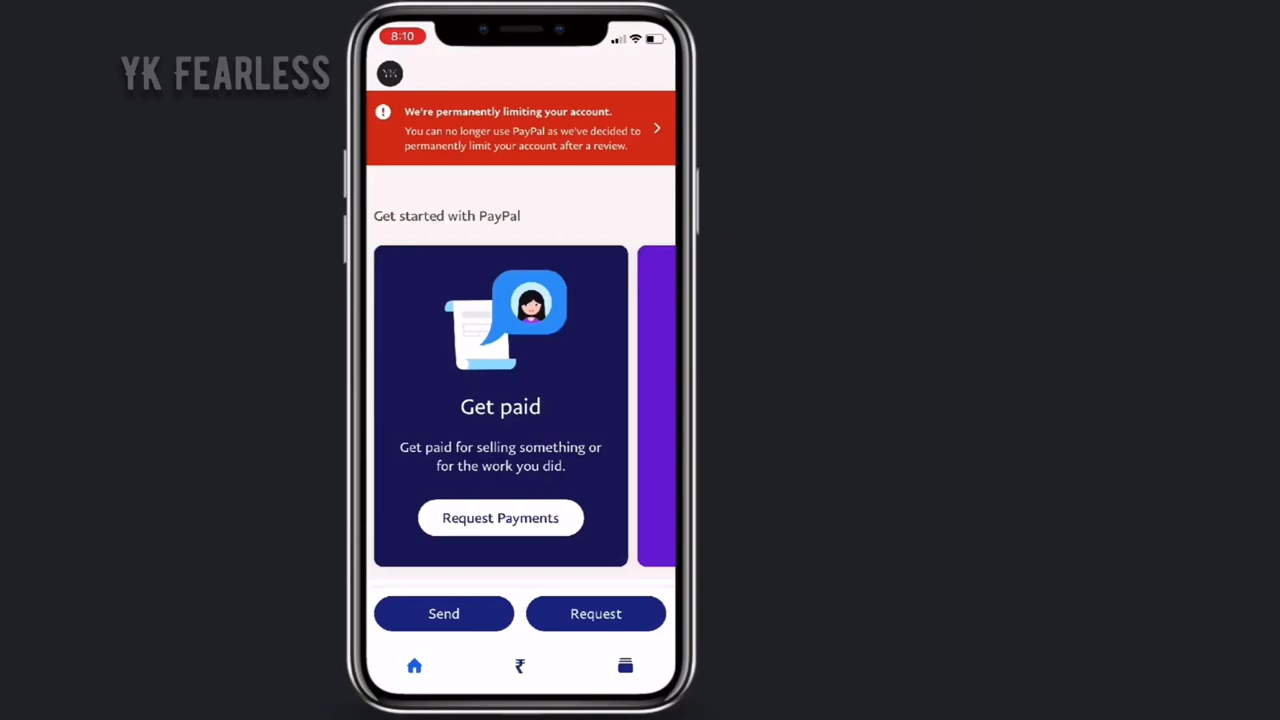 YK FEARLESS
8:10
YK
We're permanently limiting your account.
You can no longer use PayPal as we've decided to
permanently limit your account after a review.
Get started with PayPal
Get paid
Get paid for selling something or
for the work you did.
Request Payments
Send
Request
₹